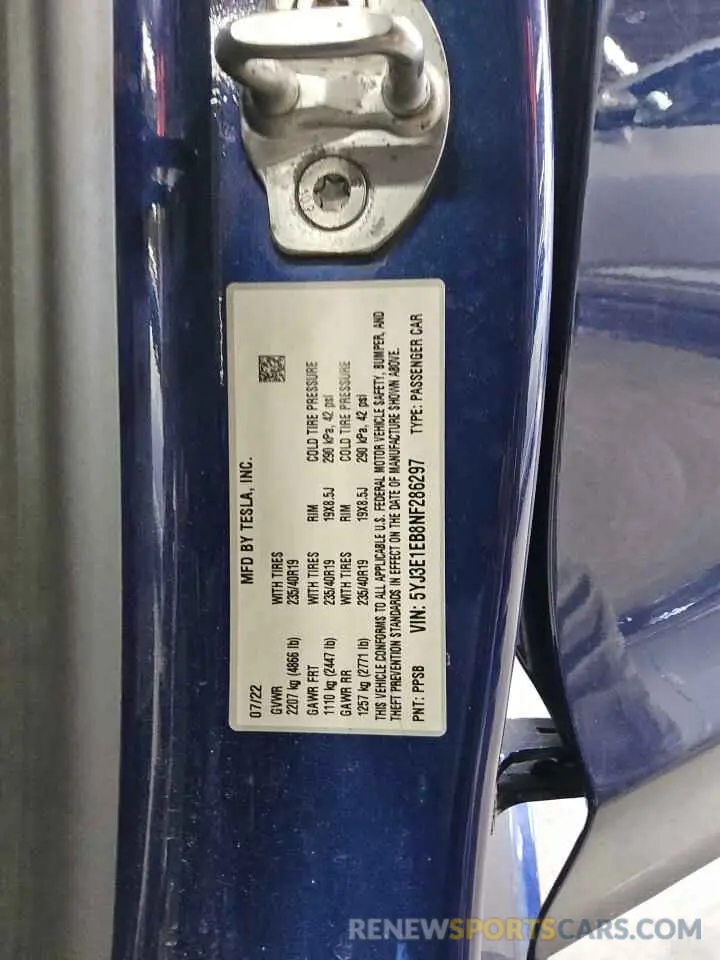 07/22 MFD BY TESLA, INC.
GVWR WITH TIRES
2207 kg (4866 lb) 235/40R19
GAWR FRT WITH TIRES RIM COLD TIRE PRESSURE
1110 kg (2447 lb) 235/40R19 19X8.5J 290 kPa, 42 psi
GAWR RR WITH TIRES RIM COLD TIRE PRESSURE
1257 kg (2771 lb) 235/40R19 19X8.5J 290 kPa, 42 psi
THIS VEHICLE CONFORMS TO ALL APPLICABLE U.S. FEDERAL MOTOR VEHICLE SAFETY, BUMPER, AND
THEFT PREVENTION STANDARDS IN EFFECT ON THE DATE OF MANUFACTURE SHOWN ABOVE.
PNT: PPSB VIN: 5YJ3E1EB8NF286297 TYPE: PASSENGER CAR
RENEWSPORTSCARS.COM